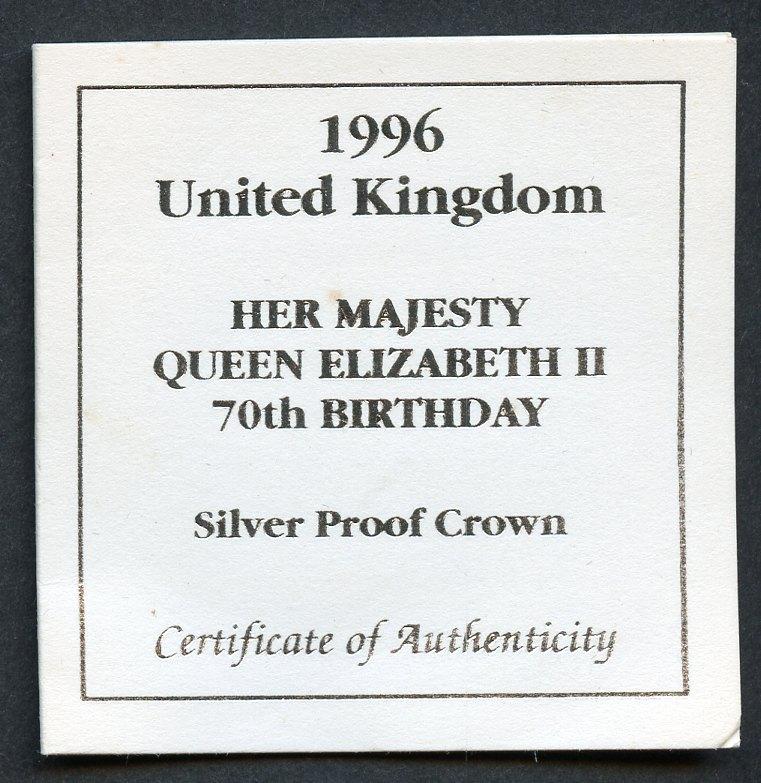 1996
United Kingdom
HER MAJESTY
QUEEN ELIZABETH II
70th BIRTHDAY
Silver Proof Crown
Certificate of Authenticity